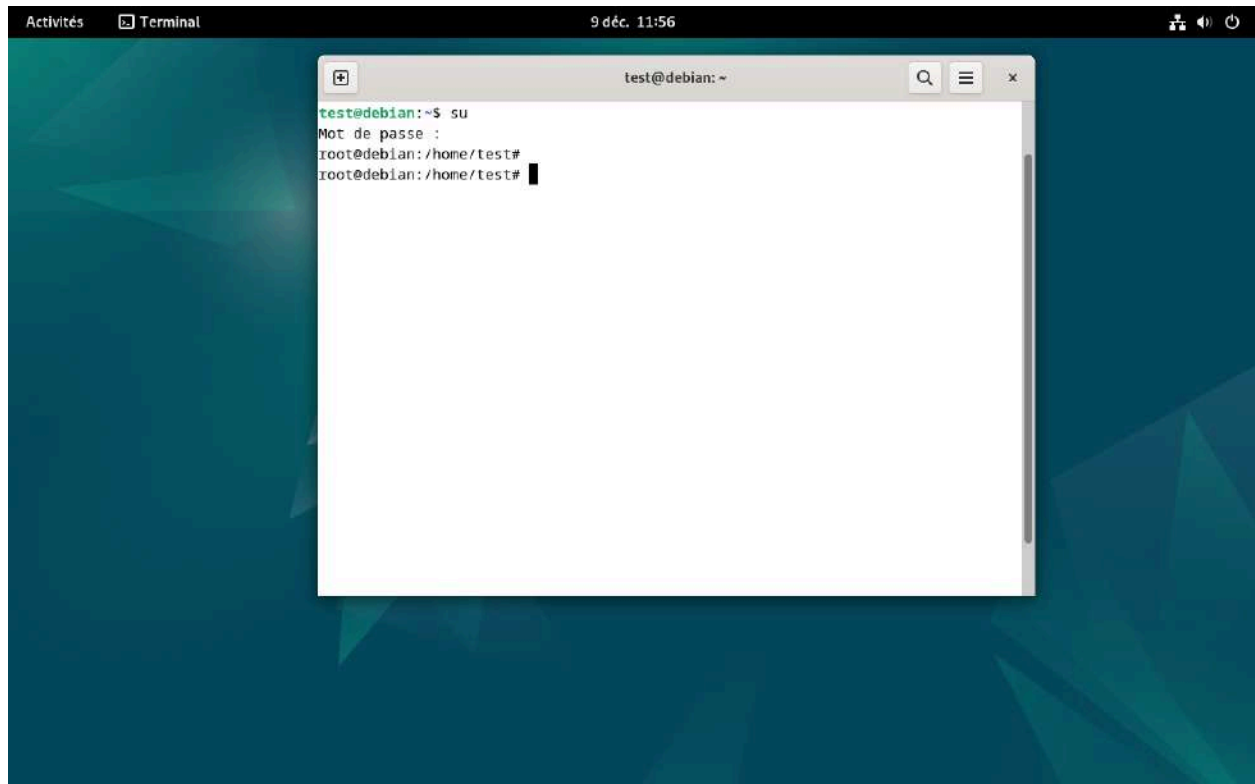 Activités Terminal 9 déc. 11:56
test@debian: ~
test@debian:~$ su
Mot de passe :
root@debian:/home/test#
root@debian:/home/test#